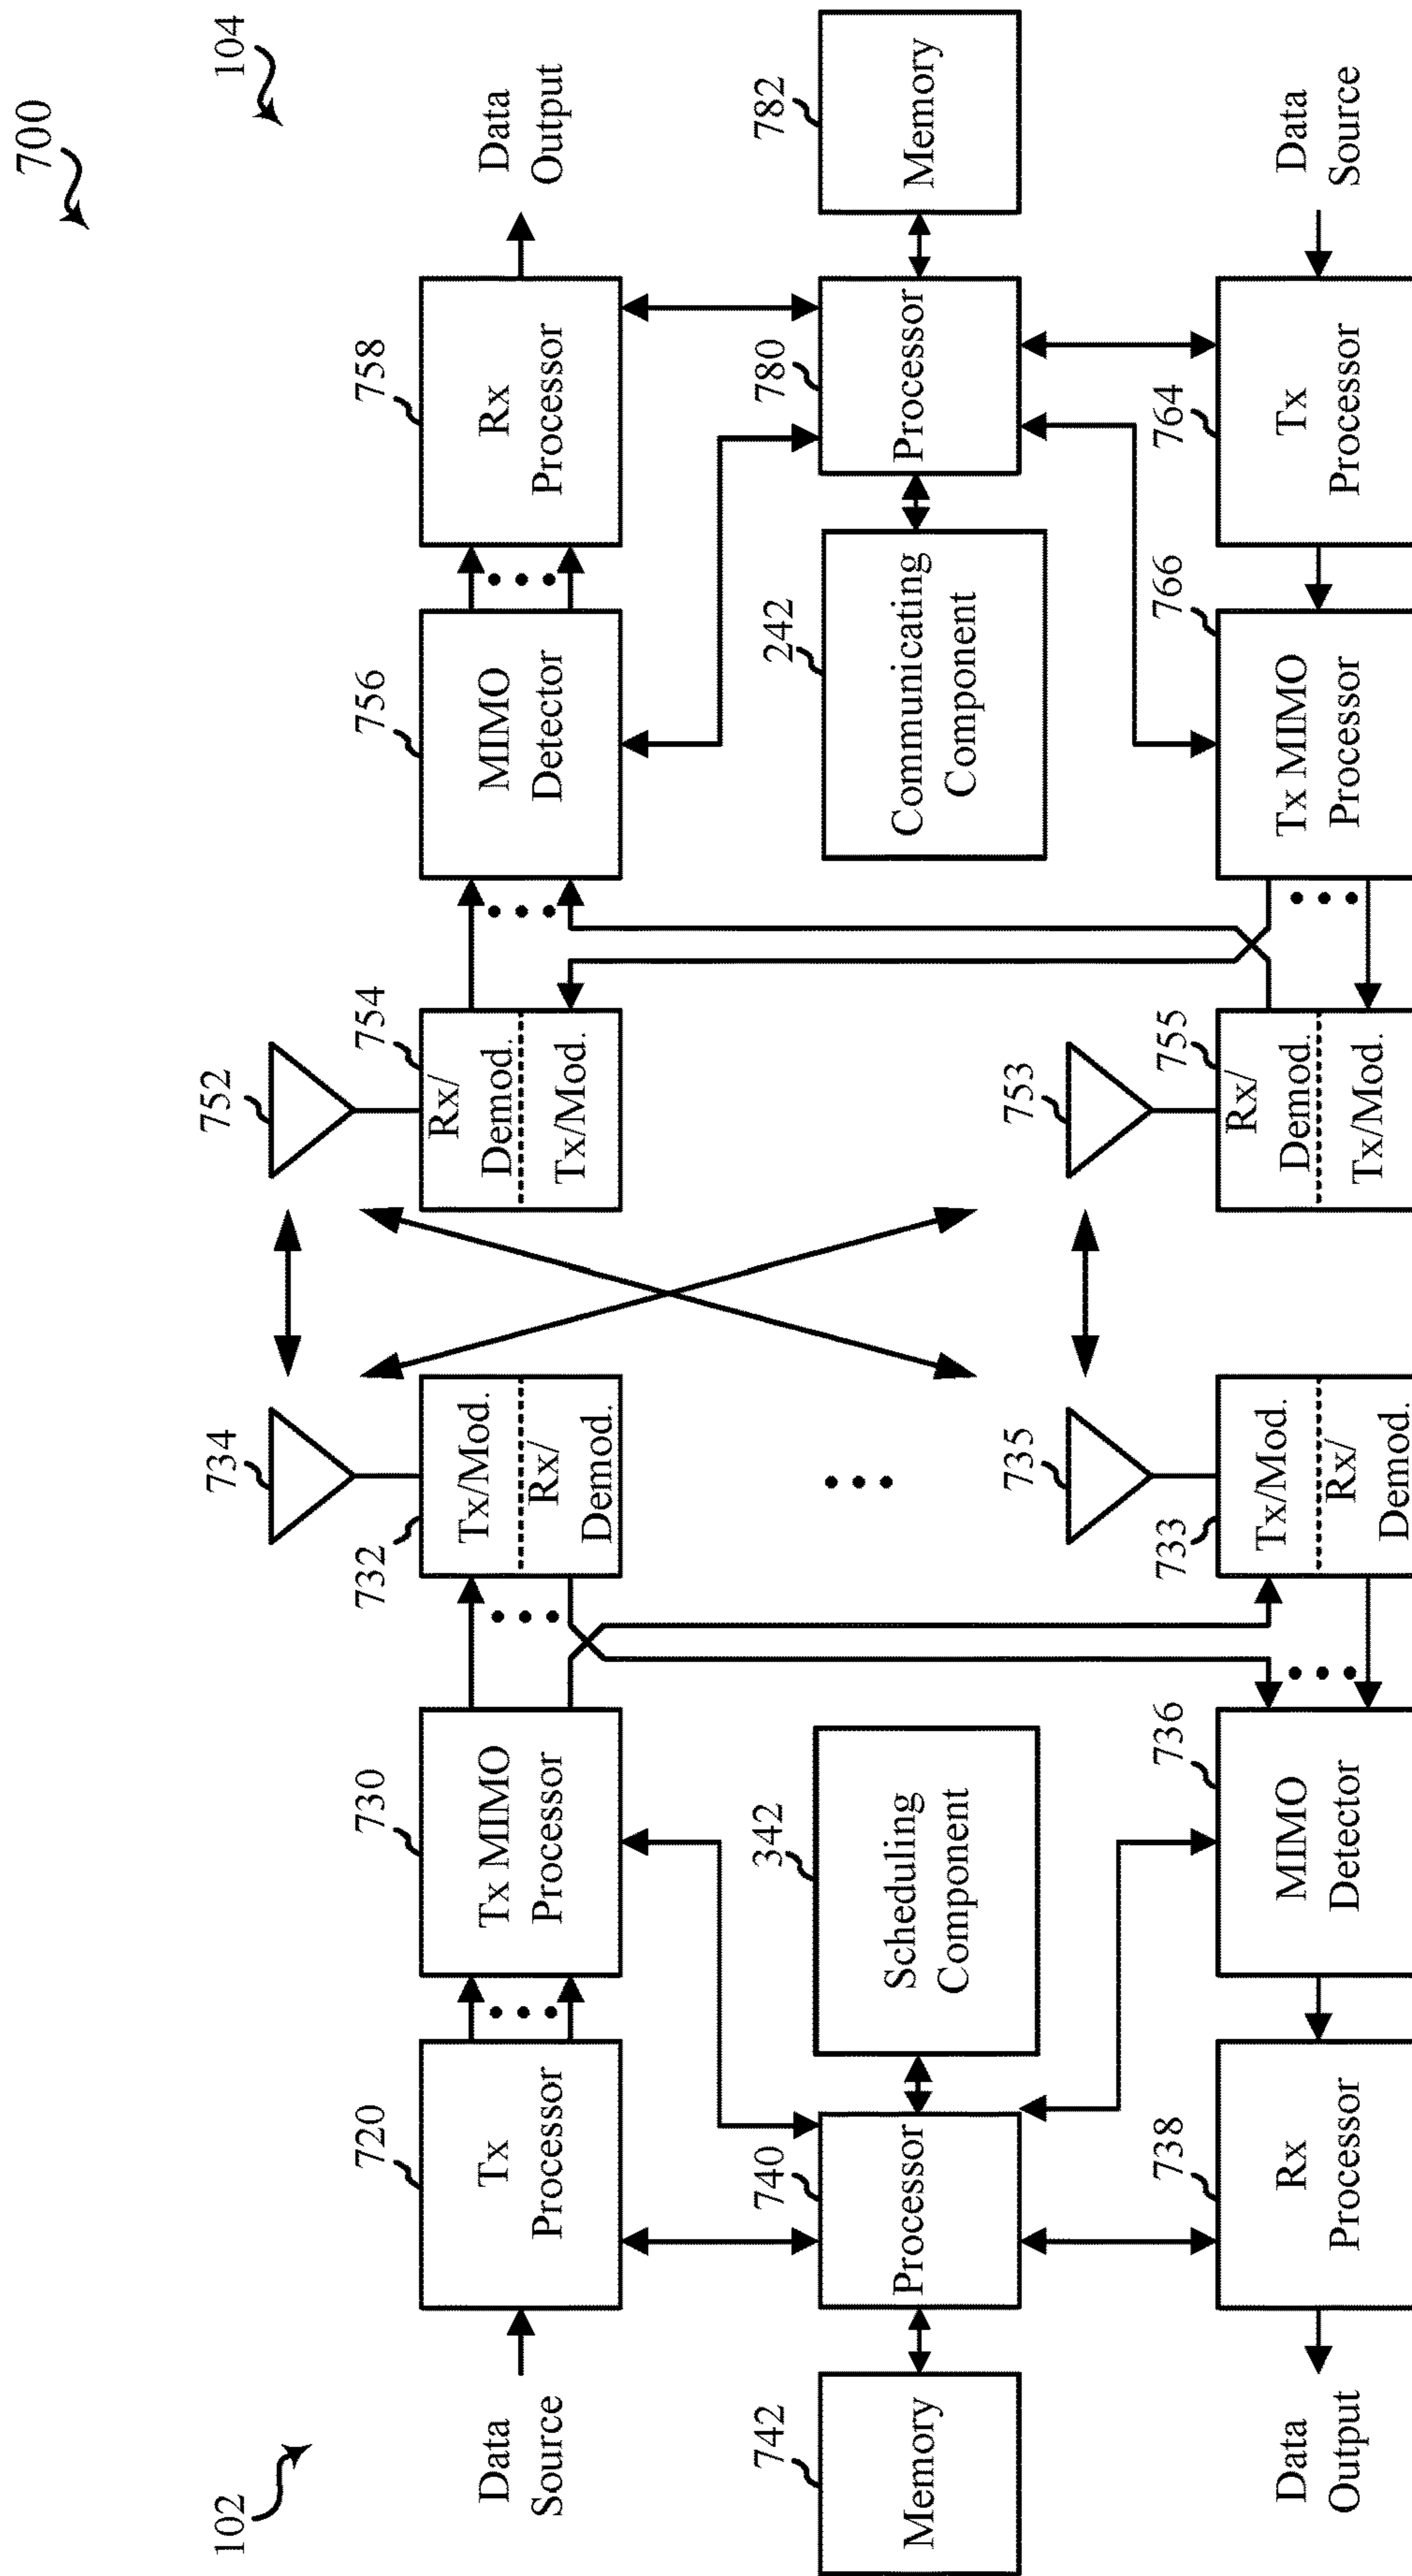 700
102
104
Data
Source
720
Tx
Processor
730
Tx MIMO
Processor
732
Tx/Mod.
Rx/
Demod.
734
752
754
Rx/
Demod.
Tx/Mod.
756
MIMO
Detector
758
Rx
Processor
Data
Output
742
Memory
740
Processor
342
Scheduling
Component
242
Communicating
Component
780
Processor
782
Memory
Data
Output
738
Rx
Processor
736
MIMO
Detector
733
Tx/Mod.
Rx/
Demod.
735
753
755
Rx/
Demod.
Tx/Mod.
766
Tx MIMO
Processor
764
Tx
Processor
Data
Source